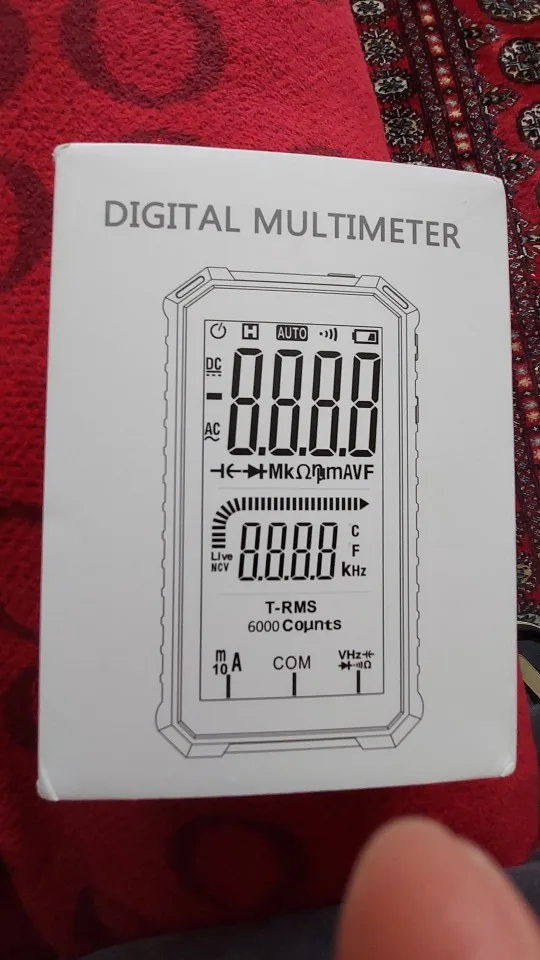 DIGITAL MULTIMETER
H AUTO
DC
8.8.8.8
AC
MkΩnμmAVF
8.8.8.8
C
F
kHz
Live
NCV
T-RMS
6000 Counts
m
10 A
COM
VHz
Ω